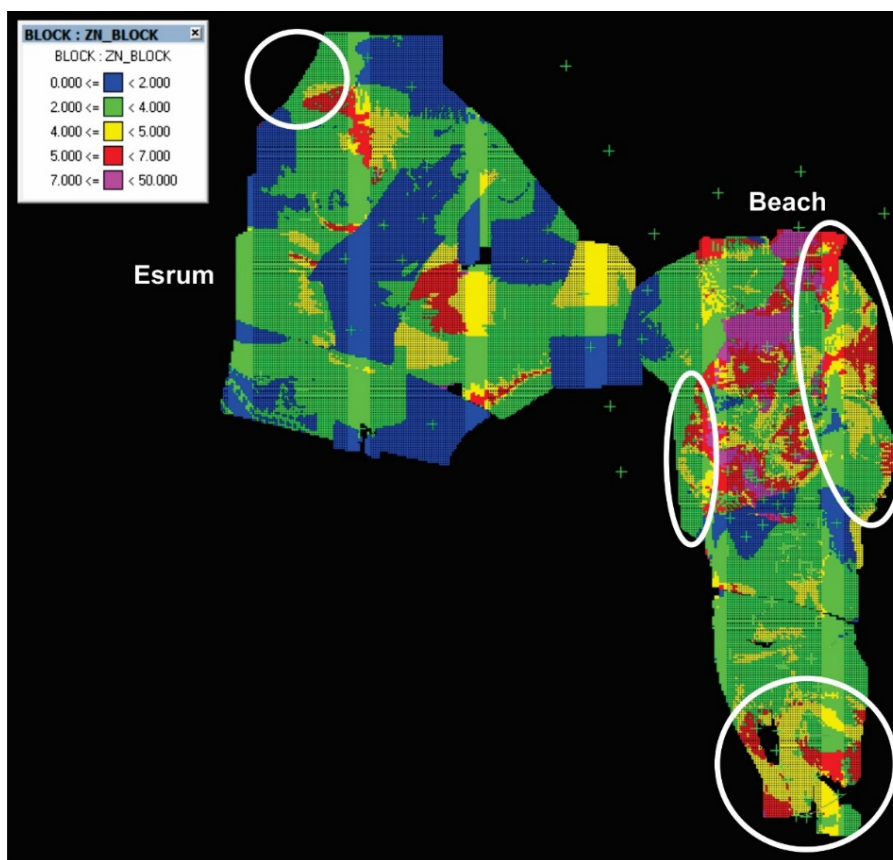 BLOCK : ZN_BLOCK
BLOCK : ZN_BLOCK
0.000 <= < 2.000
2.000 <= < 4.000
4.000 <= < 5.000
5.000 <= < 7.000
7.000 <= < 50.000
Beach
Esrum